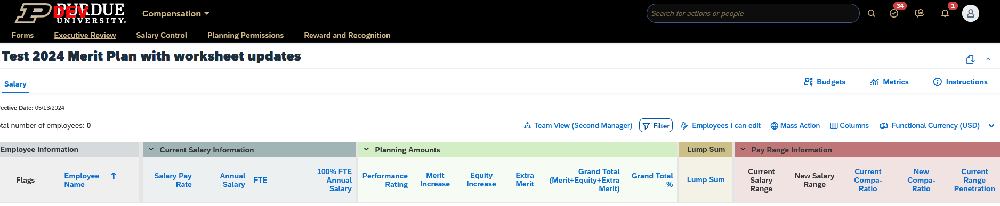 PURDUE
DEV
UNIVERSITY®
Compensation
Search for actions or people
34
1
Forms
Executive Review
Salary Control
Planning Permissions
Reward and Recognition
Test 2024 Merit Plan with worksheet updates
Salary
Budgets
Metrics
Instructions
fective Date: 05/13/2024
otal number of employees: 0
Team View (Second Manager)
Filter
Employees I can edit
Mass Action
Columns
Functional Currency (USD)
Employee Information
Current Salary Information
Planning Amounts
Lump Sum
Pay Range Information
Flags
Employee
Name
Salary Pay
Rate
Annual
Salary
FTE
100% FTE
Annual
Salary
Performance
Rating
Merit
Increase
Equity
Increase
Extra
Merit
Grand Total
(Merit+Equity+Extra
Merit)
Grand Total
%
Lump Sum
Current
Salary
Range
New Salary
Range
Current
Compa-
Ratio
New
Compa-
Ratio
Current
Range
Penetration